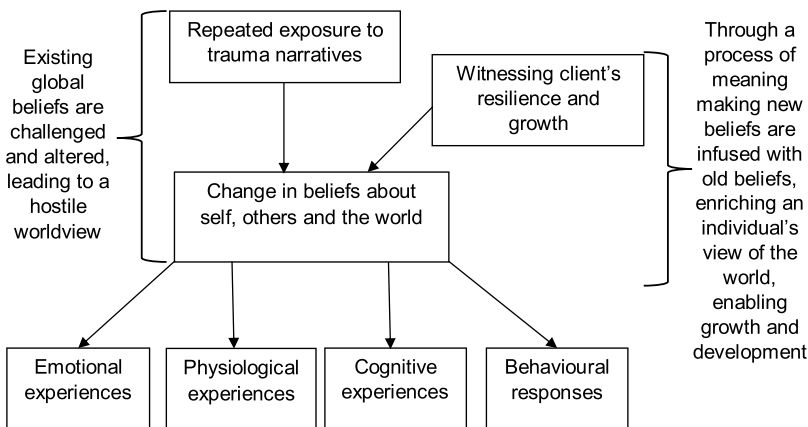 Existing
global
beliefs are
challenged
and altered,
leading to a
hostile
worldview
Repeated exposure to
trauma narratives
Witnessing client's
resilience and
growth
Through a
process of
meaning
making new
beliefs are
infused with
old beliefs,
enriching an
individual's
view of the
world,
enabling
growth and
development
Change in beliefs about
self, others and the world
Emotional
experiences
Physiological
experiences
Cognitive
experiences
Behavioural
responses